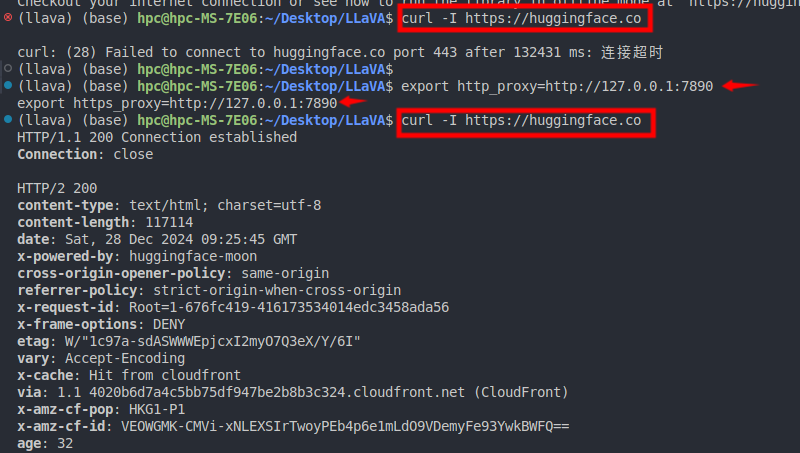 Checkout your internet connection or see how to run the library in offline mode at 'https://hugging
(llava) (base) hpc@hpc-MS-7E06:~/Desktop/LLaVA$ curl -I https://huggingface.co
curl: (28) Failed to connect to huggingface.co port 443 after 132431 ms: 连接超时
(llava) (base) hpc@hpc-MS-7E06:~/Desktop/LLaVA$
(llava) (base) hpc@hpc-MS-7E06:~/Desktop/LLaVA$ export http_proxy=http://127.0.0.1:7890
export https_proxy=http://127.0.0.1:7890
(llava) (base) hpc@hpc-MS-7E06:~/Desktop/LLaVA$ curl -I https://huggingface.co
HTTP/1.1 200 Connection established
Connection: close
HTTP/2 200
content-type: text/html; charset=utf-8
content-length: 117114
date: Sat, 28 Dec 2024 09:25:45 GMT
x-powered-by: huggingface-moon
cross-origin-opener-policy: same-origin
referrer-policy: strict-origin-when-cross-origin
x-request-id: Root=1-676fc419-416173534014edc3458ada56
x-frame-options: DENY
etag: W/"1c97a-sdASWWWEpjcxI2myO7Q3eX/Y/6I"
vary: Accept-Encoding
x-cache: Hit from cloudfront
via: 1.1 4020b6d7a4c5bb75df947be2b8b3c324.cloudfront.net (CloudFront)
x-amz-cf-pop: HKG1-P1
x-amz-cf-id: VEOWGMK-CMVi-xNLEXSIrTwoyPEb4p6e1mLdO9VDemyFe93YwkBWFQ==
age: 32